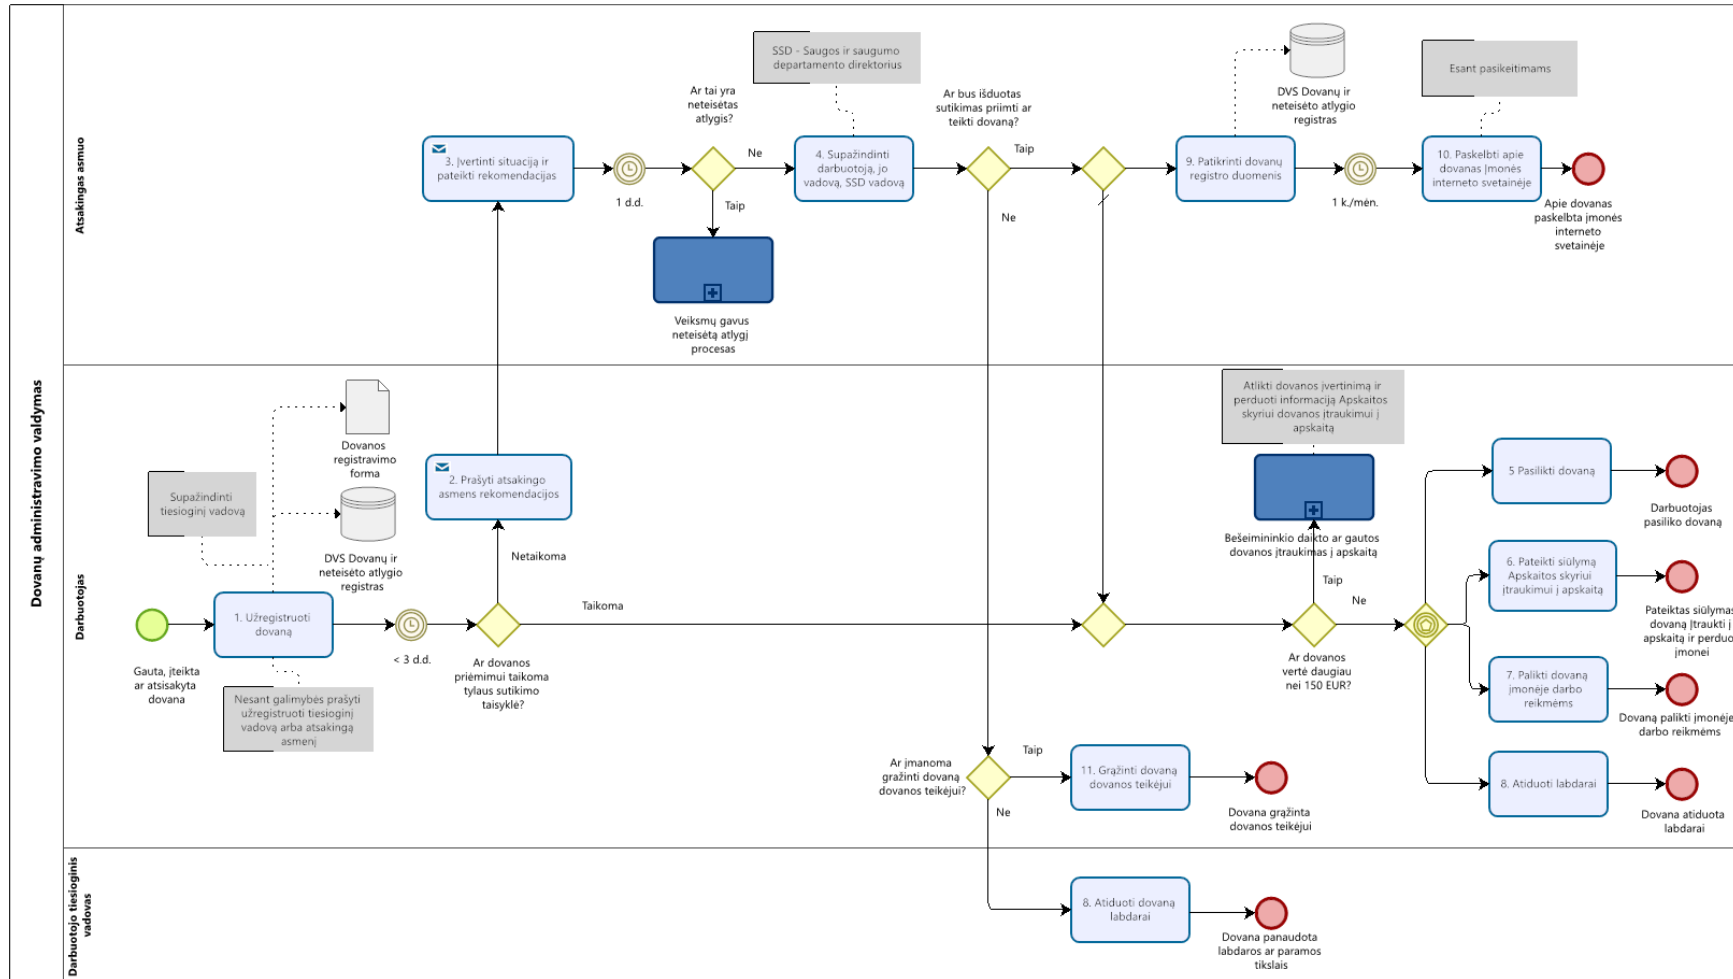 Dovanų administravimo valdymas
Atsakingas asmuo
SSD - Saugos ir saugumo
departamento direktorius
Ar tai yra
neteisėtas
atlygis?
Ar bus išduotas
sutikimas priimti ar
teikti dovaną?
DVS Dovanų ir
neteisėto atlygio
registras
Esant pasikeitimams
3. Įvertinti situaciją ir
pateikti rekomendacijas
1 d.d.
Ne
Taip
4. Supažindinti
darbuotoją, jo
vadovą, SSD vadovą
Taip
Ne
9. Patikrinti dovanų
registro duomenis
1 k./mėn.
10. Paskelbti apie
dovanas Įmonės
interneto svetainėje
Apie dovanas
paskelbta įmonės
interneto
svetainėje
Veiksmų gavus
neteisėtą atlygį
procesas
Darbuotojas
Dovanos
registravimo
forma
Supažindinti
tiesioginį vadovą
DVS Dovanų ir
neteisėto atlygio
registras
2. Prašyti atsakingo
asmens rekomendacijos
Netaikoma
Taikoma
Gauta, įteikta
ar atsisakyta
dovana
1. Užregistruoti
dovaną
< 3 d.d.
Ar dovanos
priėmimui taikoma
tylaus sutikimo
taisyklė?
Nesant galimybės prašyti
užregistruoti tiesioginį
vadovą arba atsakingą
asmenį
Atlikti dovanos įvertinimą ir
perduoti informaciją Apskaitos
skyriui dovanos įtraukimui į
apskaitą
Bešeimininkio daikto ar gautos
dovanos įtraukimas į apskaitą
Taip
Ne
Ar dovanos
vertė daugiau
nei 150 EUR?
5 Pasilikti dovaną
Darbuotojas
pasiliko dovaną
6. Pateikti siūlymą
Apskaitos skyriui
įtraukimui į apskaitą
Pateiktas siūlymas
dovaną Įtraukti į
apskaitą ir perduo
įmonei
7. Palikti dovaną
įmonėje darbo
reikmėms
Dovaną palikti įmonėje
darbo reikmėms
8. Atiduoti labdarai
Dovana atiduota
labdarai
Ar įmanoma
grąžinti dovaną
dovanos teikėjui?
Taip
Ne
11. Grąžinti dovaną
dovanos teikėjui
Dovana grąžinta
dovanos teikėjui
Darbuotojo tiesioginis
vadovas
8. Atiduoti dovaną
labdarai
Dovana panaudota
labdaros ar paramos
tikslais